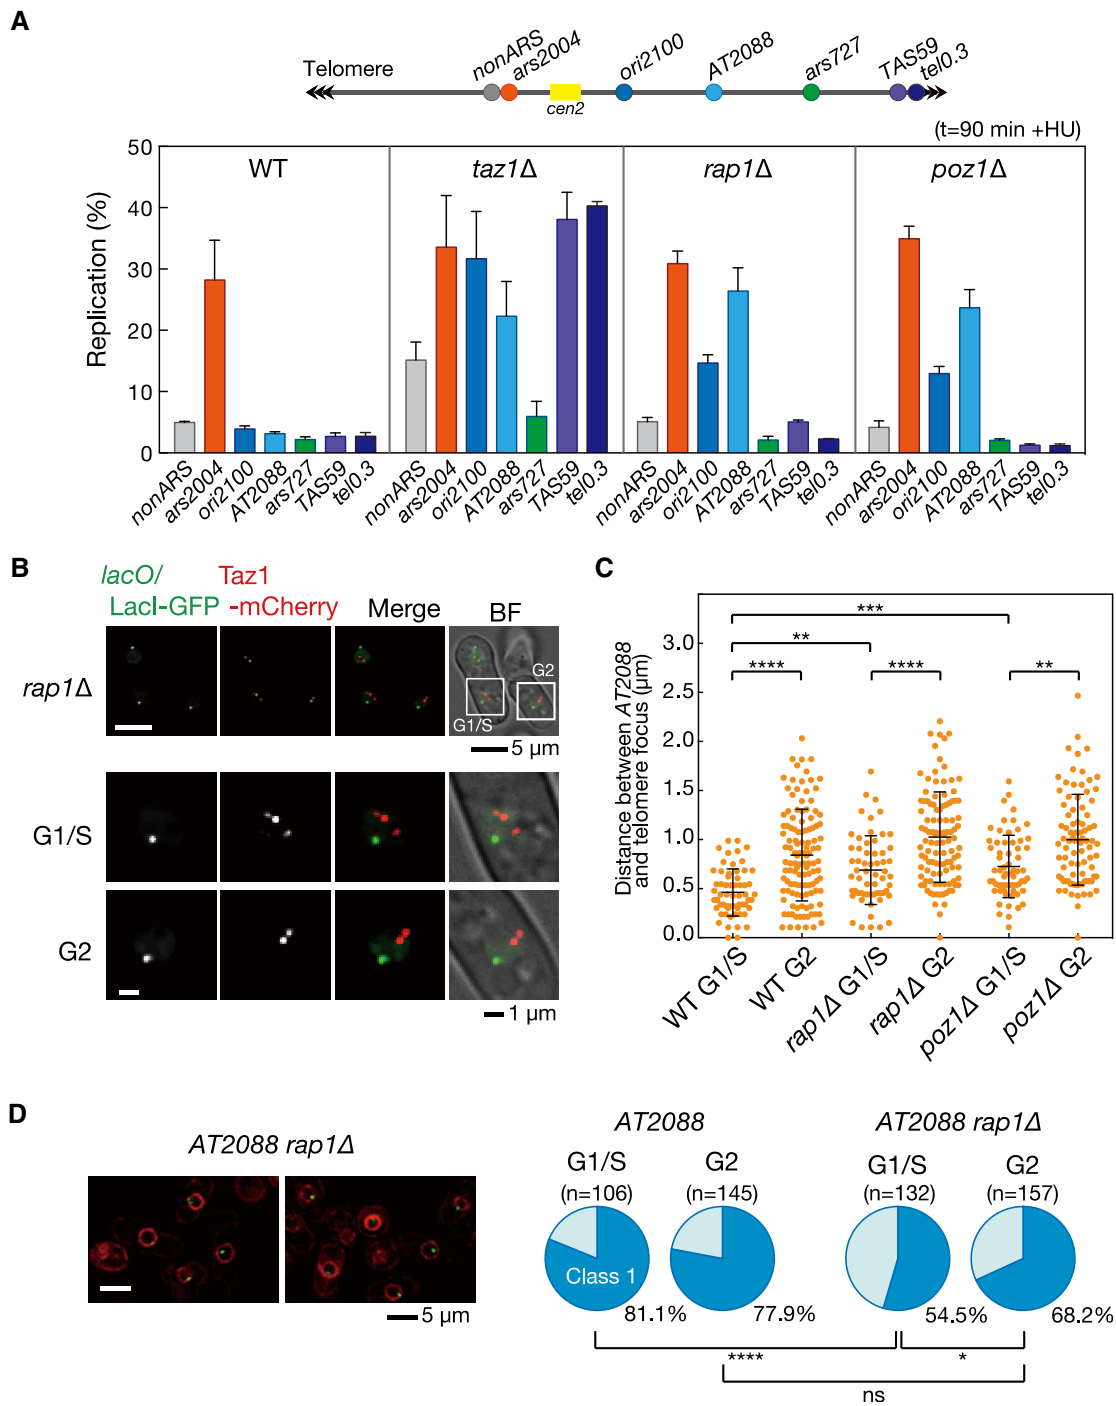 A
Telomere
nonARS
ars2004
cen2
ori2100
AT2088
ars727
TAS59
tel0.3
(t=90 min +HU)
Replication (%)
50
40
30
20
10
0
WT
taz1Δ
rap1Δ
poz1Δ
nonARS
ars2004
ori2100
AT2088
ars727
TAS59
tel0.3
nonARS
ars2004
ori2100
AT2088
ars727
TAS59
tel0.3
nonARS
ars2004
ori2100
AT2088
ars727
TAS59
tel0.3
nonARS
ars2004
ori2100
AT2088
ars727
TAS59
tel0.3
B
lacO/
LacI-GFP
Taz1
-mCherry
Merge
BF
rap1Δ
G2
G1/S
5 µm
G1/S
G2
1 µm
C
Distance between AT2088
and telomere focus (µm)
3.0
2.5
2.0
1.5
1.0
0.5
0.0
***
**
****
****
**
WT G1/S
WT G2
rap1Δ G1/S
rap1Δ G2
poz1Δ G1/S
poz1Δ G2
D
AT2088 rap1Δ
5 µm
AT2088
AT2088 rap1Δ
G1/S
(n=106)
G2
(n=145)
G1/S
(n=132)
G2
(n=157)
Class 1
81.1%
77.9%
54.5%
68.2%
****
*
ns